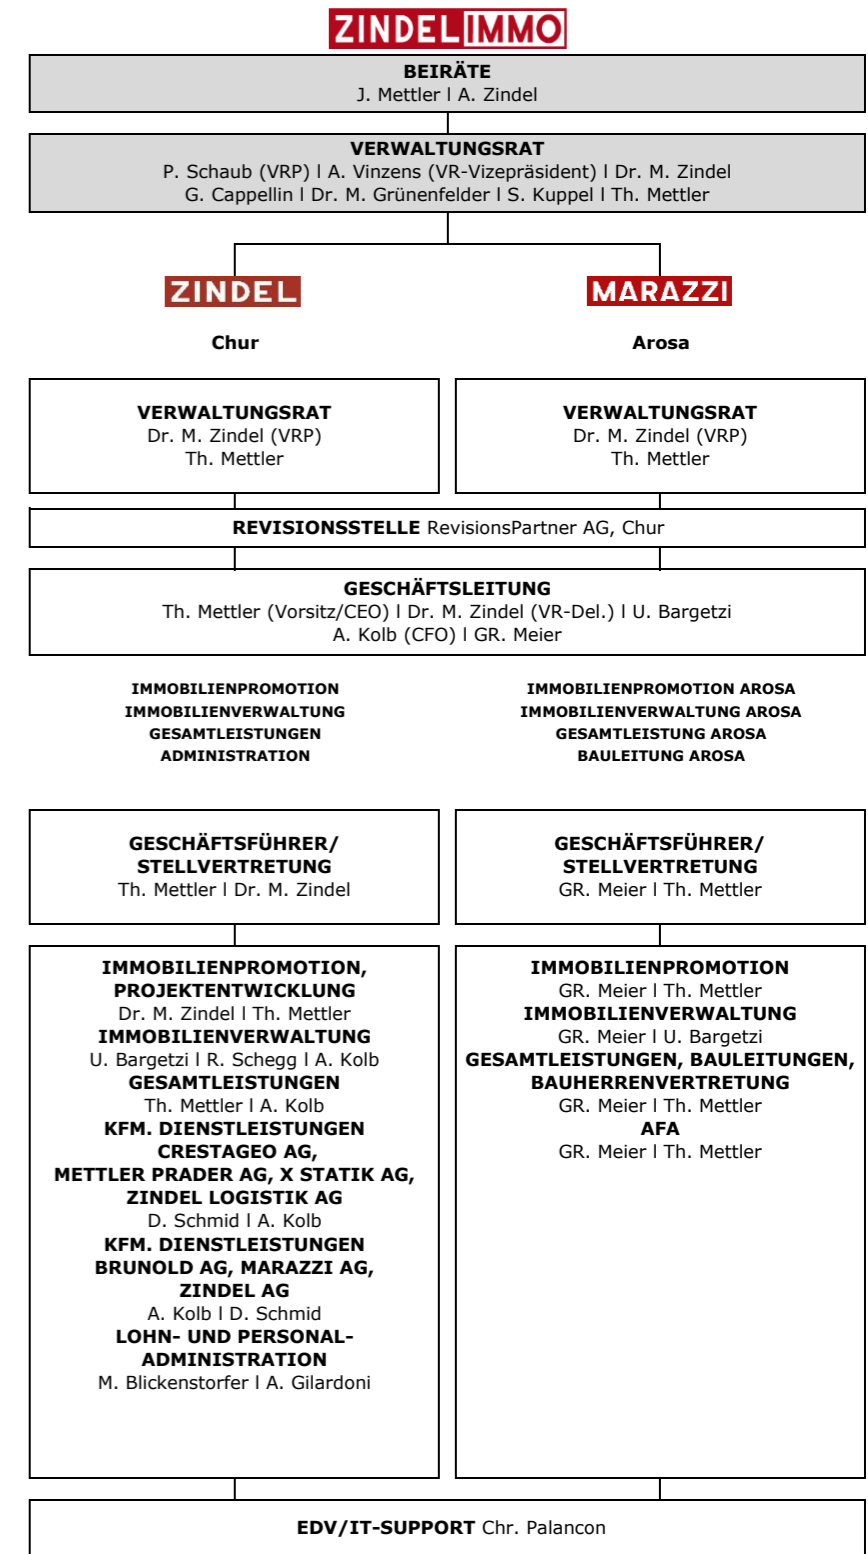 ZINDELIMMO
BEIRÄTE
J. Mettler l A. Zindel
VERWALTUNGSRAT
P. Schaub (VRP) l A. Vinzens (VR-Vizepräsident) l Dr. M. Zindel
G. Cappellin l Dr. M. Grünenfelder l S. Kuppel l Th. Mettler
ZINDEL
MARAZZI
Chur
Arosa
VERWALTUNGSRAT
Dr. M. Zindel (VRP)
Th. Mettler
VERWALTUNGSRAT
Dr. M. Zindel (VRP)
Th. Mettler
REVISIONSSTELLE RevisionsPartner AG, Chur
GESCHÄFTSLEITUNG
Th. Mettler (Vorsitz/CEO) l Dr. M. Zindel (VR-Del.) l U. Bargetzi
A. Kolb (CFO) l GR. Meier
IMMOBILIENPROMOTION
IMMOBILIENVERWALTUNG
GESAMTLEISTUNGEN
ADMINISTRATION
IMMOBILIENPROMOTION AROSA
IMMOBILIENVERWALTUNG AROSA
GESAMTLEISTUNG AROSA
BAULEITUNG AROSA
GESCHÄFTSFÜHRER/
STELLVERTRETUNG
Th. Mettler l Dr. M. Zindel
GESCHÄFTSFÜHRER/
STELLVERTRETUNG
GR. Meier l Th. Mettler
IMMOBILIENPROMOTION,
PROJEKTENTWICKLUNG
Dr. M. Zindel l Th. Mettler
IMMOBILIENVERWALTUNG
U. Bargetzi l R. Schegg l A. Kolb
GESAMTLEISTUNGEN
Th. Mettler l A. Kolb
KFM. DIENSTLEISTUNGEN
CRESTAGEO AG,
METTLER PRADER AG, X STATIK AG,
ZINDEL LOGISTIK AG
D. Schmid l A. Kolb
KFM. DIENSTLEISTUNGEN
BRUNOLD AG, MARAZZI AG,
ZINDEL AG
A. Kolb l D. Schmid
LOHN- UND PERSONAL-
ADMINISTRATION
M. Blickenstorfer l A. Gilardoni
IMMOBILIENPROMOTION
GR. Meier l Th. Mettler
IMMOBILIENVERWALTUNG
GR. Meier l U. Bargetzi
GESAMTLEISTUNGEN, BAULEITUNGEN,
BAUHERRENVERTRETUNG
GR. Meier l Th. Mettler
AFA
GR. Meier l Th. Mettler
EDV/IT-SUPPORT Chr. Palancon